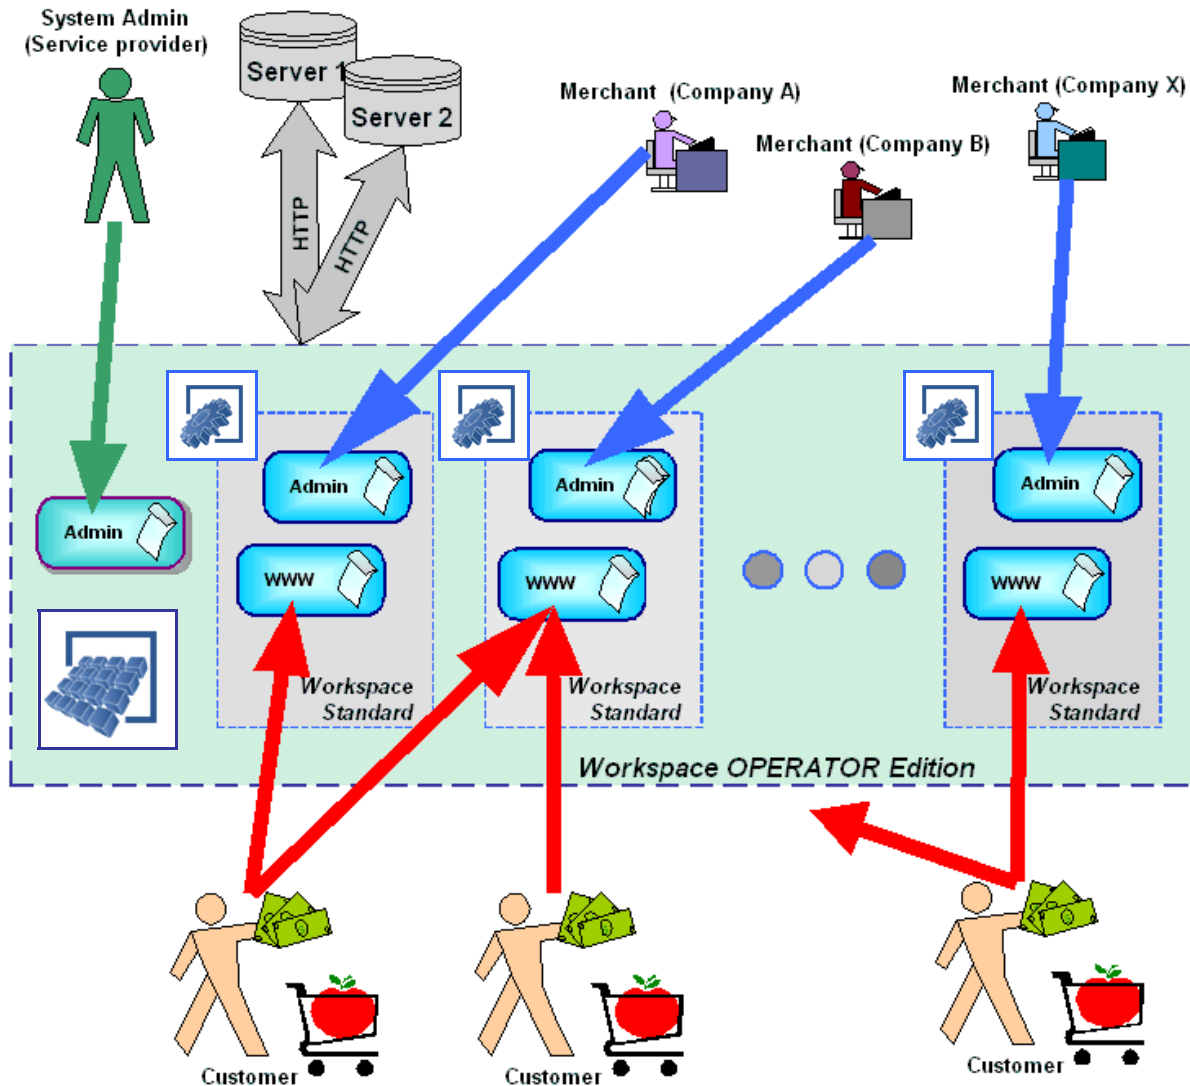 System Admin
(Service provider)
Server 1
Server 2
HTTP
HTTP
Merchant (Company A)
Merchant (Company B)
Merchant (Company X)
Admin
Admin
Admin
Admin
www
www
www
Workspace
Standard
Workspace
Standard
Workspace
Standard
Workspace OPERATOR Edition
Customer
Customer
Customer